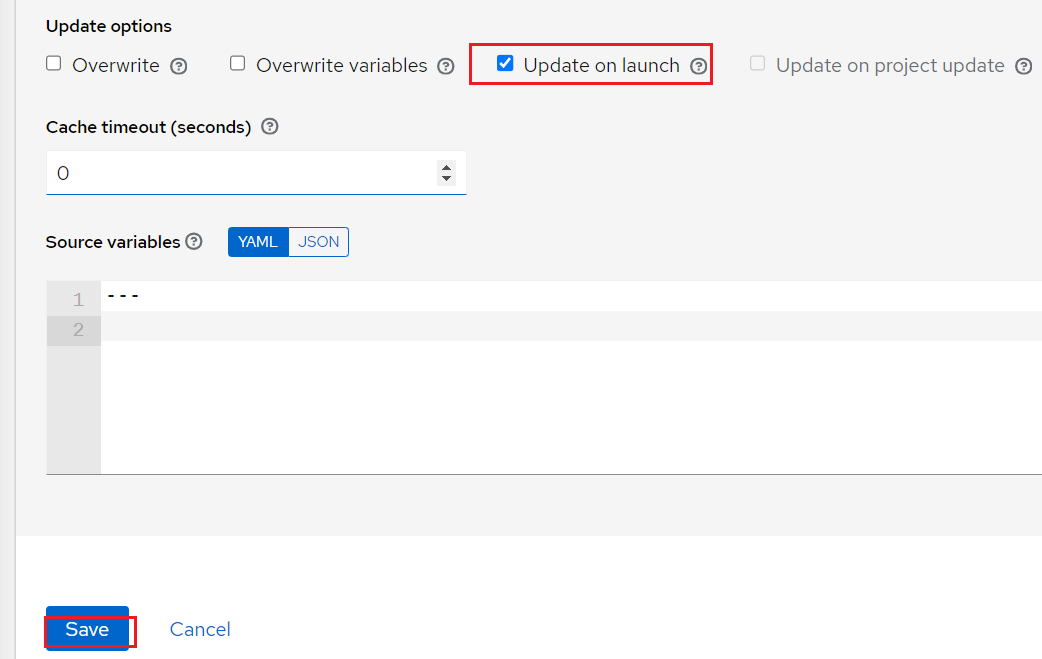 Update options
Overwrite Overwrite variables Update on launch Update on project update
Cache timeout (seconds)
0
Source variables YAML JSON
1 ---
2
Save Cancel